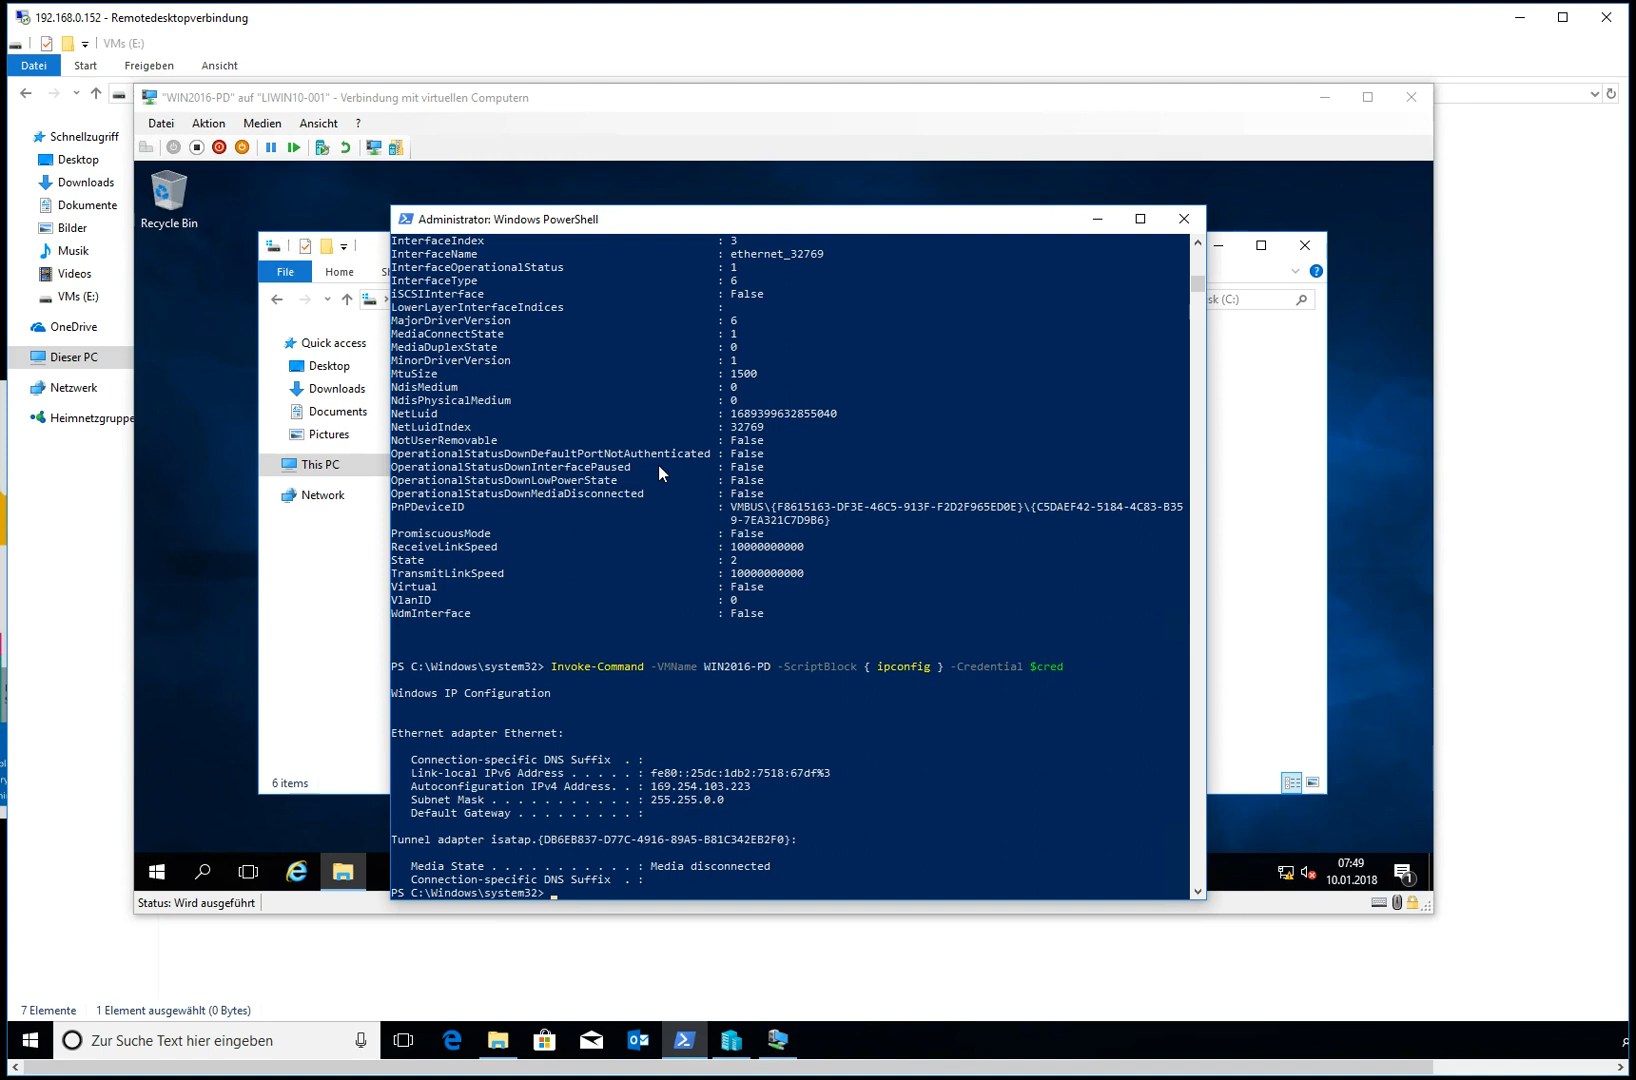 192.168.0.152 - Remotedesktopverbindung
VMs (E:)
Datei Start Freigeben Ansicht
"WIN2016-PD" auf "LIWIN10-001" - Verbindung mit virtuellen Computern
Datei Aktion Medien Ansicht ?
Schnellzugriff
Desktop
Downloads
Dokumente
Bilder
Musik
Videos
VMs (E:)
OneDrive
Dieser PC
Netzwerk
Heimnetzgruppe
Recycle Bin
File Home
Quick access
Desktop
Downloads
Documents
Pictures
This PC
Network
6 items
sk (C:)
Administrator: Windows PowerShell
InterfaceIndex : 3
InterfaceName : ethernet_32769
InterfaceOperationalStatus : 1
InterfaceType : 6
iSCSIInterface : False
LowerLayerInterfaceIndices :
MajorDriverVersion : 6
MediaConnectState : 1
MediaDuplexState : 0
MinorDriverVersion : 1
MtuSize : 1500
NdisMedium : 0
NdisPhysicalMedium : 0
NetLuid : 1689399632855040
NetLuidIndex : 32769
NotUserRemovable : False
OperationalStatusDownDefaultPortNotAuthenticated : False
OperationalStatusDownInterfacePaused : False
OperationalStatusDownLowPowerState : False
OperationalStatusDownMediaDisconnected : False
PnPDeviceID : VMBUS\{F8615163-DF3E-46C5-913F-F2D2F965ED0E}\{C5DAEF42-5184-4C83-B35
9-7EA321C7D9B6}
PromiscuousMode : False
ReceiveLinkSpeed : 10000000000
State : 2
TransmitLinkSpeed : 10000000000
Virtual : False
VlanID : 0
WdmInterface : False
PS C:\Windows\system32> Invoke-Command -VMName WIN2016-PD -ScriptBlock { ipconfig } -Credential $cred
Windows IP Configuration
Ethernet adapter Ethernet:
Connection-specific DNS Suffix . :
Link-local IPv6 Address . . . . . : fe80::25dc:1db2:7518:67df%3
Autoconfiguration IPv4 Address. . : 169.254.103.223
Subnet Mask . . . . . . . . . . . : 255.255.0.0
Default Gateway . . . . . . . . . :
Tunnel adapter isatap.{DB6EB837-D77C-4916-89A5-B81C342EB2F0}:
Media State . . . . . . . . . . . : Media disconnected
Connection-specific DNS Suffix . :
PS C:\Windows\system32>
07:49
10.01.2018
1
Status: Wird ausgeführt
7 Elemente 1 Element ausgewählt (0 Bytes)
Zur Suche Text hier eingeben